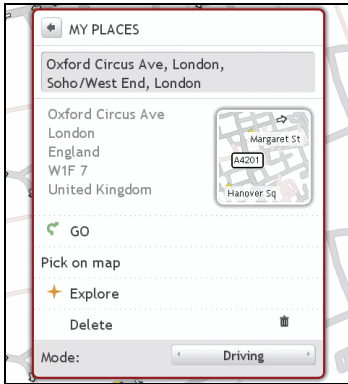 MY PLACES
Oxford Circus Ave, London,
Soho/West End, London
Oxford Circus Ave
London
England
W1F 7
United Kingdom
Margaret St
A4201
Hanover Sq
GO
Pick on map
Explore
Delete
Mode:
Driving